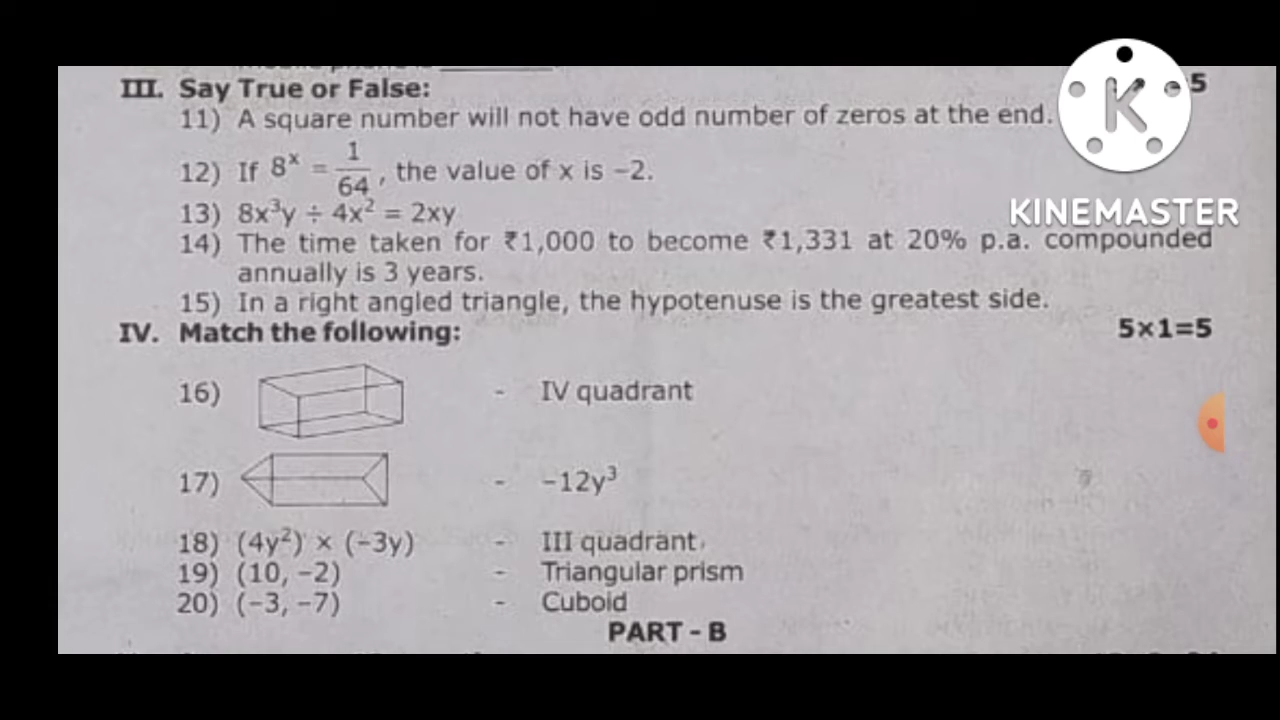 III. Say True or False:
5
11) A square number will not have odd number of zeros at the end.
12) If 8ˣ = 1/64, the value of x is −2.
13) 8x³y ÷ 4x² = 2xy
KINEMASTER
14) The time taken for ₹1,000 to become ₹1,331 at 20% p.a. compounded
annually is 3 years.
15) In a right angled triangle, the hypotenuse is the greatest side.
IV. Match the following:
5×1=5
16) - IV quadrant
17) - −12y³
18) (4y²) × (−3y) - III quadrant
19) (10, −2) - Triangular prism
20) (−3, −7) - Cuboid
PART - B